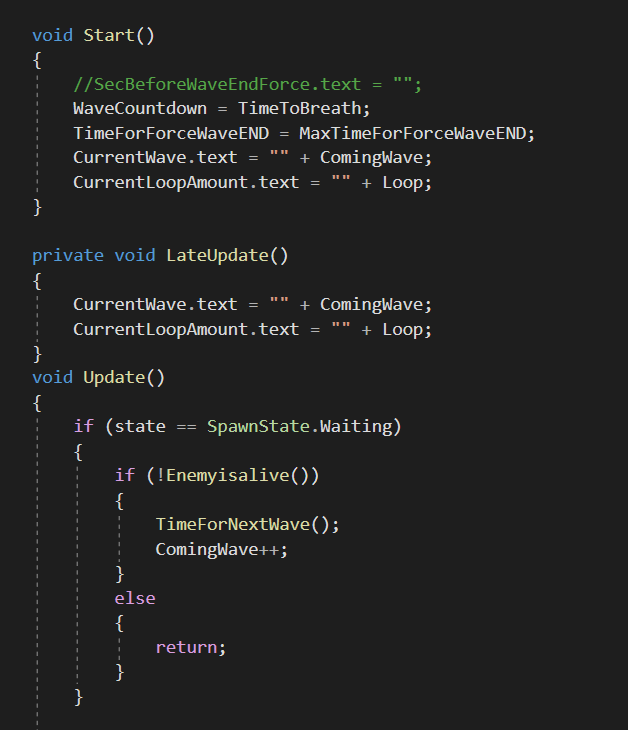 void Start()
{
//SecBeforeWaveEndForce.text = "";
WaveCountdown = TimeToBreath;
TimeForForceWaveEND = MaxTimeForForceWaveEND;
CurrentWave.text = "" + ComingWave;
CurrentLoopAmount.text = "" + Loop;
}
private void LateUpdate()
{
CurrentWave.text = "" + ComingWave;
CurrentLoopAmount.text = "" + Loop;
}
void Update()
{
if (state == SpawnState.Waiting)
{
if (!Enemyisalive())
{
TimeForNextWave();
ComingWave++;
}
else
{
return;
}
}